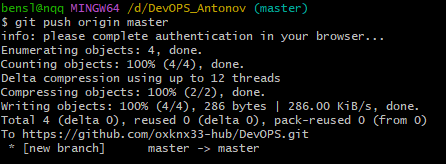 bensl@nqq MINGW64 /d/DevOPS_Antonov (master)
$ git push origin master
info: please complete authentication in your browser...
Enumerating objects: 4, done.
Counting objects: 100% (4/4), done.
Delta compression using up to 12 threads
Compressing objects: 100% (2/2), done.
Writing objects: 100% (4/4), 286 bytes | 286.00 KiB/s, done.
Total 4 (delta 0), reused 0 (delta 0), pack-reused 0 (from 0)
To https://github.com/oxknx33-hub/DevOPS.git
 * [new branch]      master -> master